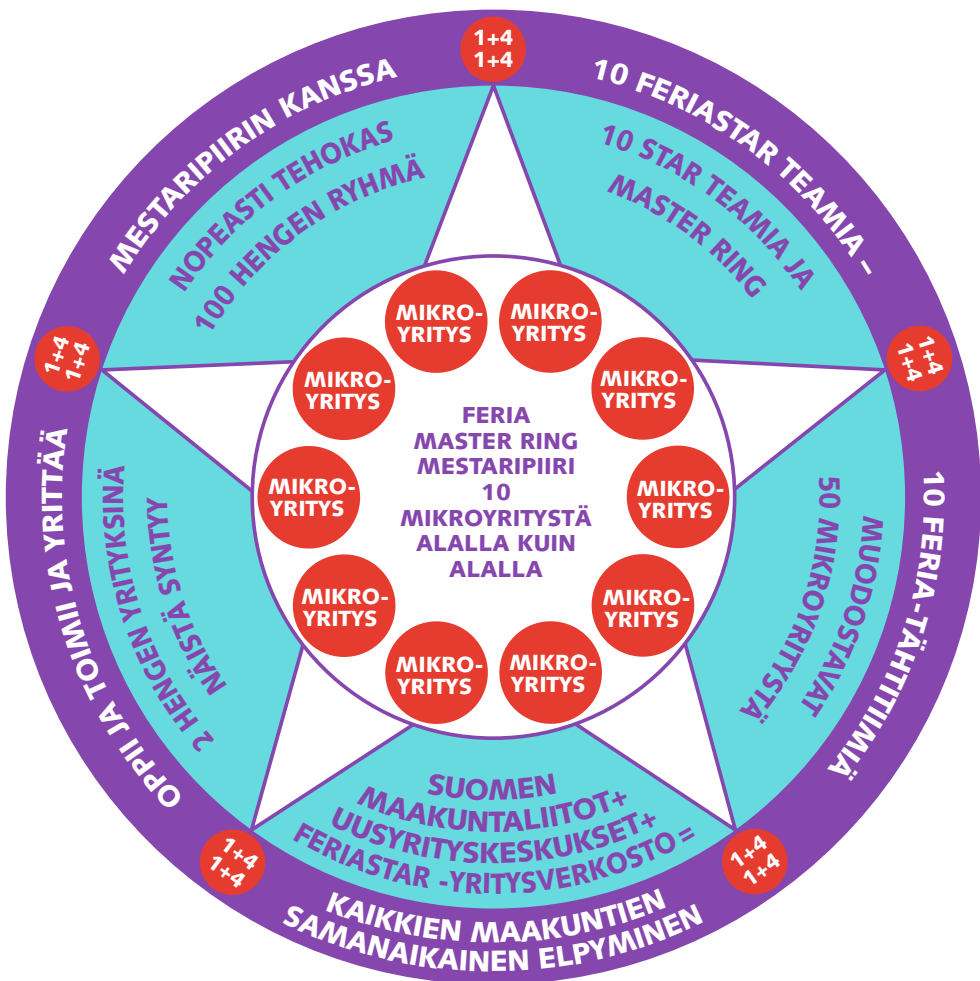 1+4
1+4
10 FERIASTAR TEAMIA –
10 STAR TEAMIA JA
MASTER RING
1+4
1+4
10 FERIA-TÄHTITIIMIÄ
MUODOSTAVAT
50 MIKROYRITYSTÄ
1+4
1+4
SUOMEN
MAAKUNTALIITOT+
UUSYRITYSKESKUKSET+
FERIASTAR -YRITYSVERKOSTO =
KAIKKIEN MAAKUNTIEN
SAMANAIKAINEN ELPYMINEN
1+4
1+4
OPPII JA TOIMII JA YRITTÄÄ
2 HENGEN YRITYKSINÄ
NÄISTÄ SYNTYY
1+4
1+4
MESTARIPIIRIN KANSSA
NOPEASTI TEHOKAS
100 HENGEN RYHMÄ
MIKRO-
YRITYS
MIKRO-
YRITYS
MIKRO-
YRITYS
MIKRO-
YRITYS
MIKRO-
YRITYS
MIKRO-
YRITYS
MIKRO-
YRITYS
MIKRO-
YRITYS
MIKRO-
YRITYS
MIKRO-
YRITYS
FERIA
MASTER RING
MESTARIPIIRI
10
MIKROYRITYSTÄ
ALALLA KUIN
ALALLA